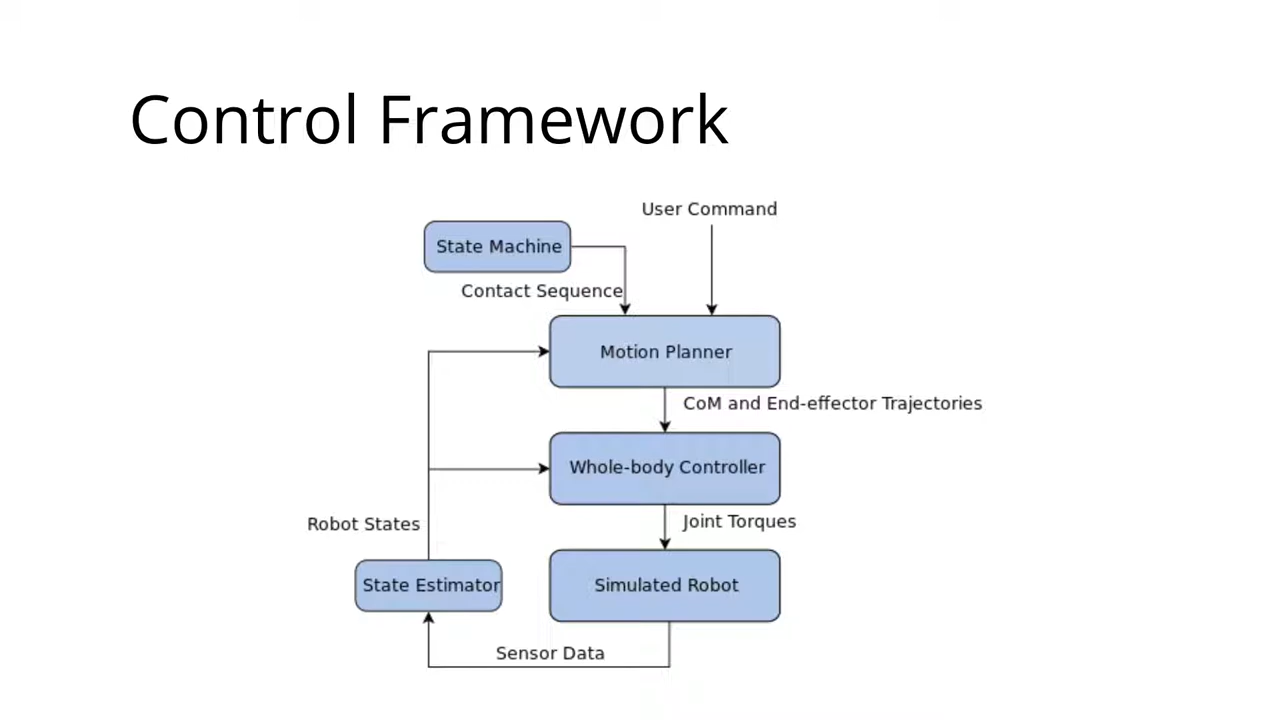 Control Framework
User Command
State Machine
Contact Sequence
Motion Planner
CoM and End-effector Trajectories
Whole-body Controller
Robot States
Joint Torques
State Estimator
Simulated Robot
Sensor Data